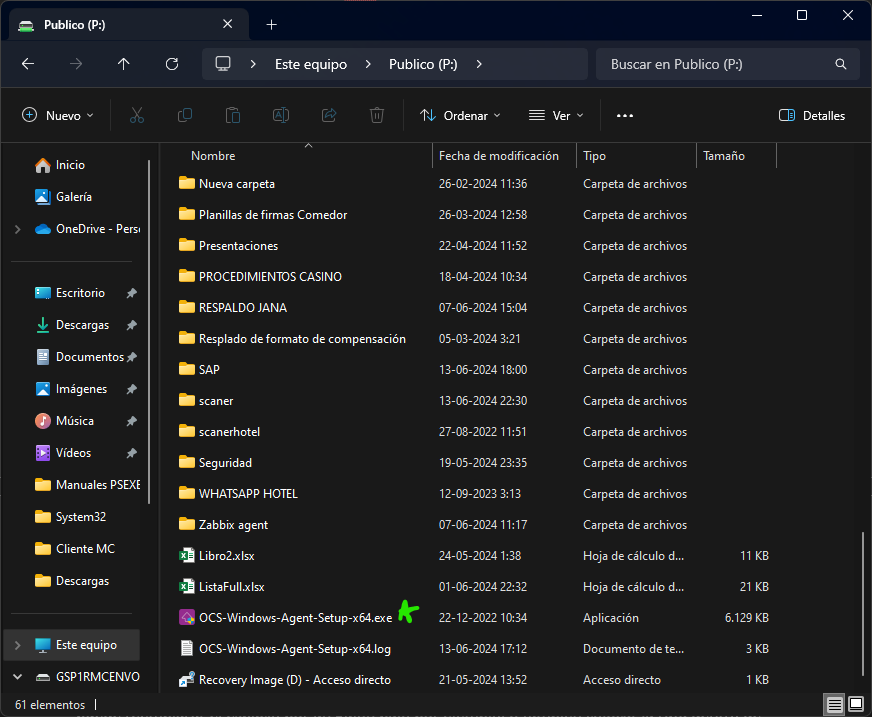 Publico (P:)
Este equipo > Publico (P:) >
Buscar en Publico (P:)
Nuevo
Ordenar
Ver
Detalles
Inicio
Galería
OneDrive - Perso
Escritorio
Descargas
Documentos
Imágenes
Música
Vídeos
Manuales PSEXE
System32
Cliente MC
Descargas
Este equipo
GSP1RMCENVO
Nombre Fecha de modificación Tipo Tamaño
Nueva carpeta 26-02-2024 11:36 Carpeta de archivos
Planillas de firmas Comedor 26-03-2024 12:58 Carpeta de archivos
Presentaciones 22-04-2024 11:52 Carpeta de archivos
PROCEDIMIENTOS CASINO 18-04-2024 10:34 Carpeta de archivos
RESPALDO JANA 07-06-2024 15:04 Carpeta de archivos
Resplado de formato de compensación 05-03-2024 3:21 Carpeta de archivos
SAP 13-06-2024 18:00 Carpeta de archivos
scaner 13-06-2024 22:30 Carpeta de archivos
scanerhotel 27-08-2022 11:51 Carpeta de archivos
Seguridad 19-05-2024 23:35 Carpeta de archivos
WHATSAPP HOTEL 12-09-2023 3:13 Carpeta de archivos
Zabbix agent 07-06-2024 11:17 Carpeta de archivos
Libro2.xlsx 24-05-2024 1:38 Hoja de cálculo d... 11 KB
ListaFull.xlsx 01-06-2024 22:32 Hoja de cálculo d... 21 KB
OCS-Windows-Agent-Setup-x64.exe 22-12-2022 10:34 Aplicación 6.129 KB
OCS-Windows-Agent-Setup-x64.log 13-06-2024 17:12 Documento de te... 3 KB
Recovery Image (D) - Acceso directo 21-05-2024 13:52 Acceso directo 1 KB
61 elementos